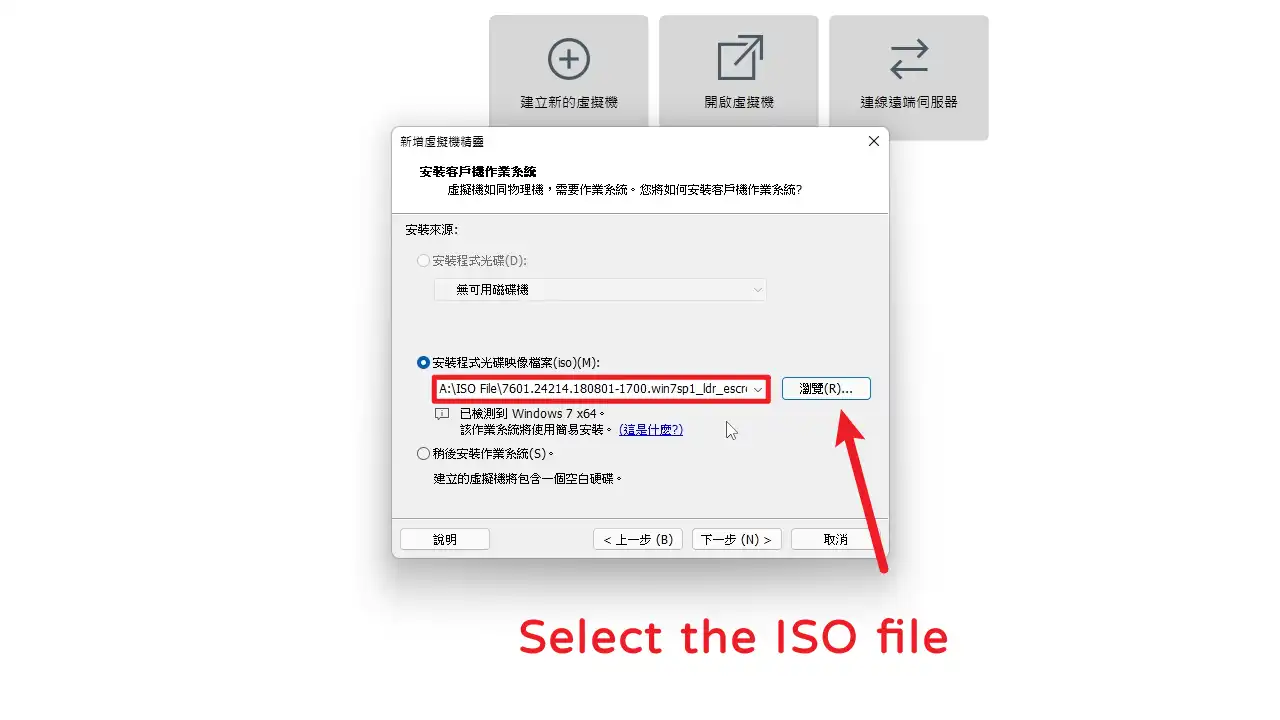 建立新的虛擬機
開啟虛擬機
連線遠端伺服器
新增虛擬機精靈
安裝客戶機作業系統
虛擬機如同物理機，需要作業系統。您將如何安裝客戶機作業系統?
安裝來源:
安裝程式光碟(D):
無可用磁碟機
安裝程式光碟映像檔案(iso)(M):
A:\ISO File\7601.24214.180801-1700.win7sp1_ldr_escro
瀏覽(R)...
已檢測到 Windows 7 x64。
該作業系統將使用簡易安裝。 (這是什麼?)
稍後安裝作業系統(S)。
建立的虛擬機將包含一個空白硬碟。
說明
< 上一步 (B)
下一步 (N) >
取消
Select the ISO file